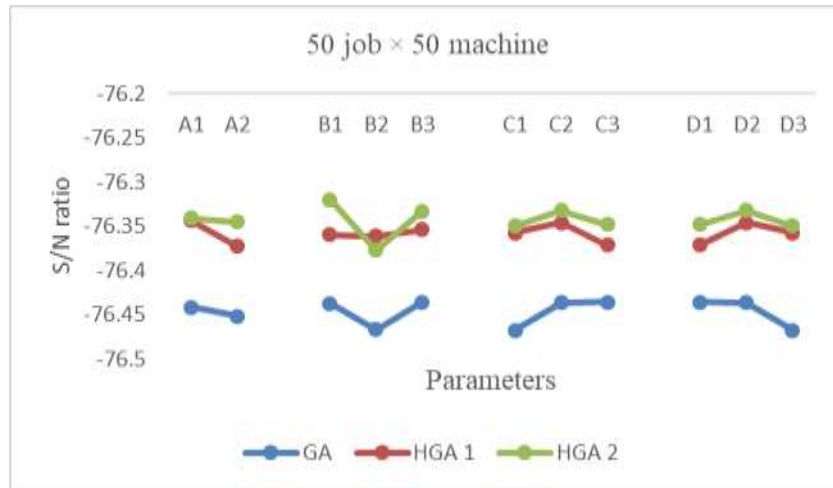 50 job × 50 machine
-76.2
A1 A2 B1 B2 B3 C1 C2 C3 D1 D2 D3
-76.25
-76.3
-76.35
-76.4
-76.45
-76.5
S/N ratio
Parameters
GA HGA 1 HGA 2